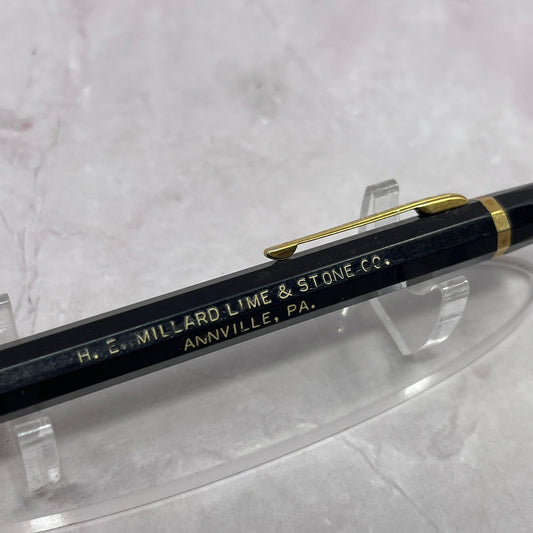 H. E. MILLARD LIME & STONE CO.
ANNVILLE, PA.